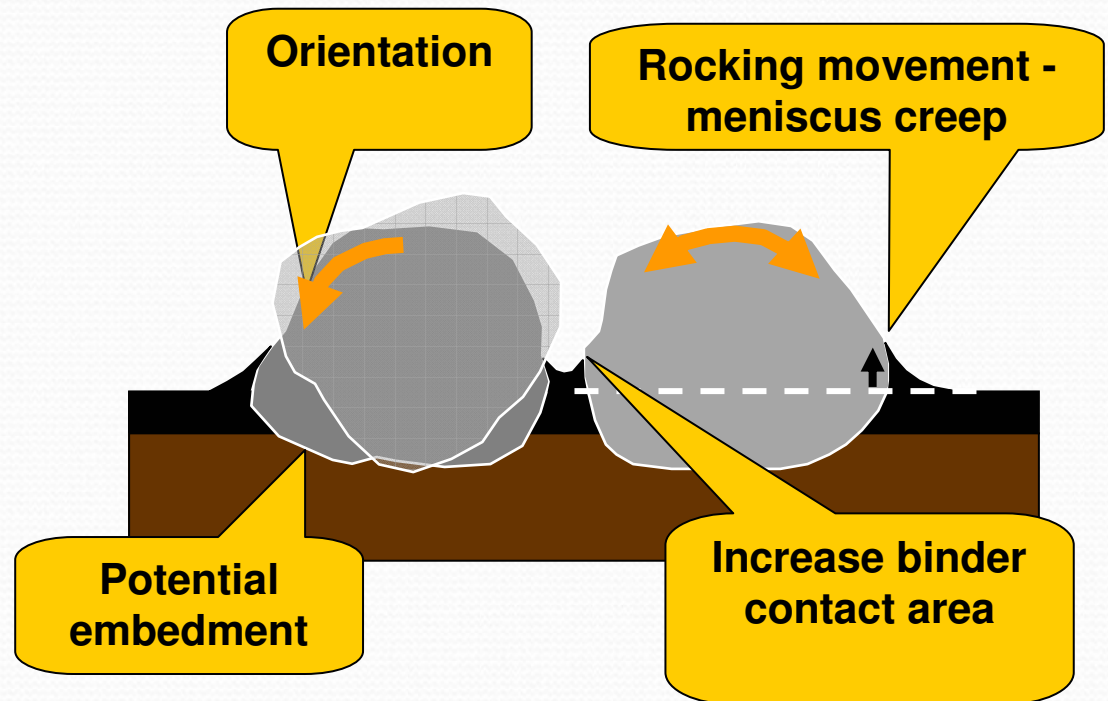 Orientation
Rocking movement -
meniscus creep
Potential
embedment
Increase binder
contact area